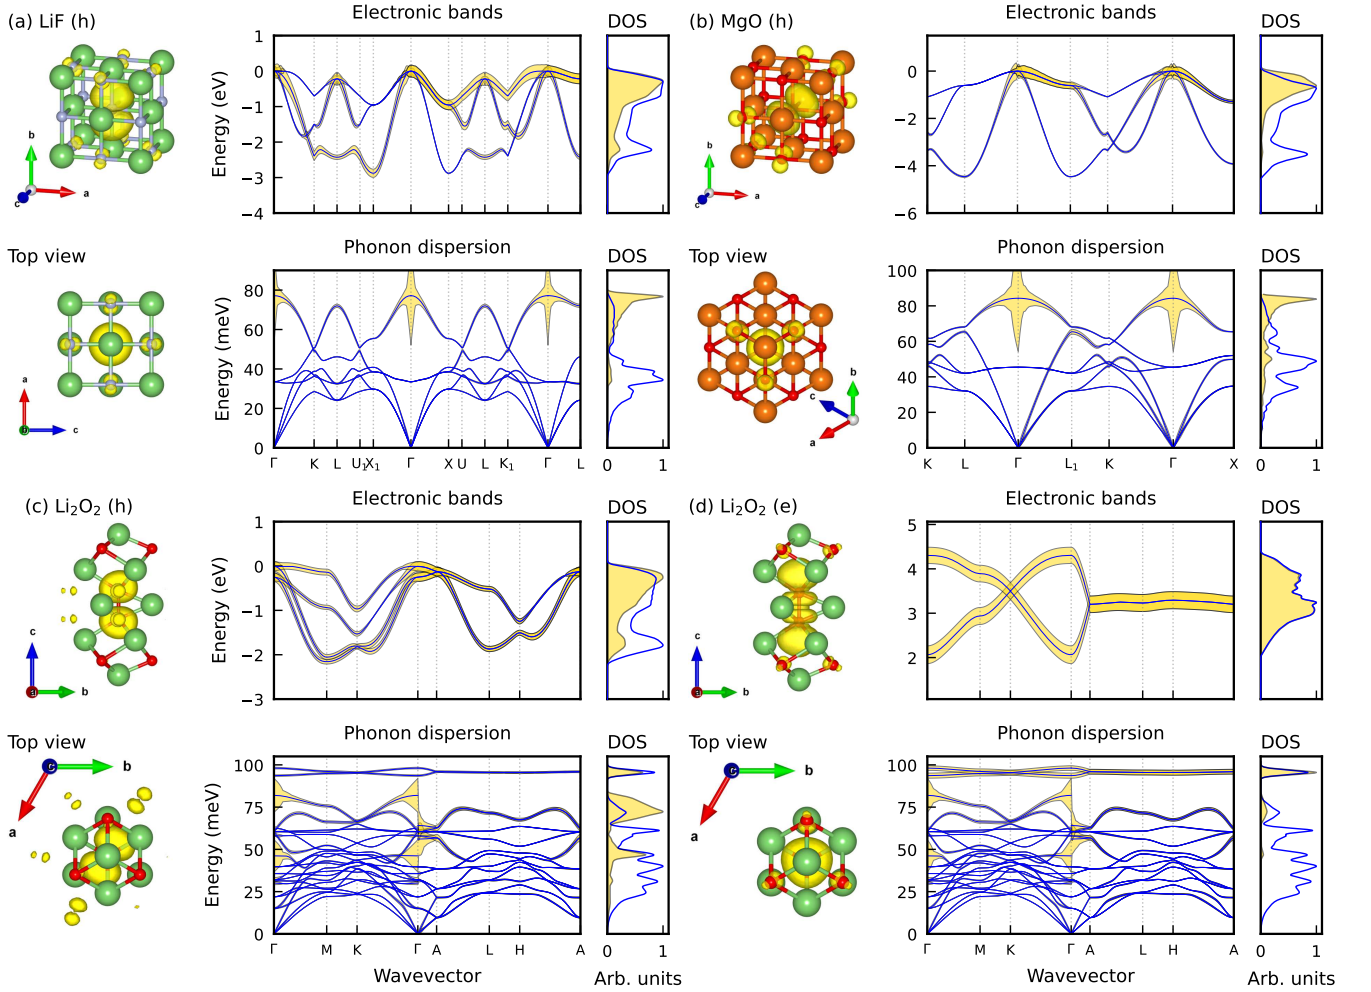 (a) LiF (h)
Electronic bands
DOS
(b) MgO (h)
Electronic bands
DOS
Energy (eV)
1
0
−1
−2
−3
−4
0
−2
−4
−6
b
a
c
b
a
c
Top view
Phonon dispersion
DOS
Top view
Phonon dispersion
DOS
Energy (meV)
80
60
40
20
0
100
80
60
40
20
0
a
b
c
b
c
a
Γ K L U₁X₁ Γ X U L K₁ Γ L
0 1
K L Γ L₁ K Γ X
0 1
(c) Li₂O₂ (h)
Electronic bands
DOS
(d) Li₂O₂ (e)
Electronic bands
DOS
Energy (eV)
1
0
−1
−2
−3
5
4
3
2
c
a
b
c
a
b
Top view
Phonon dispersion
DOS
Top view
Phonon dispersion
DOS
Energy (meV)
100
75
50
25
0
100
75
50
25
0
c
b
a
c
b
a
Γ M K Γ A L H A
0 1
Γ M K Γ A L H A
0 1
Wavevector
Arb. units
Wavevector
Arb. units